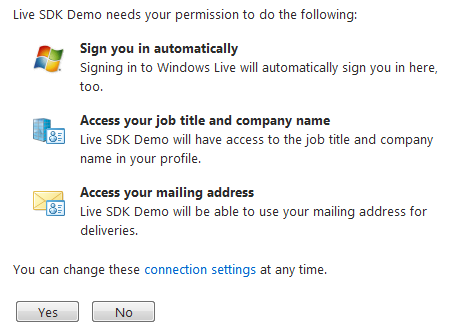 Live SDK Demo needs your permission to do the following:
Sign you in automatically
Signing in to Windows Live will automatically sign you in here,
too.
Access your job title and company name
Live SDK Demo will have access to the job title and company
name in your profile.
Access your mailing address
Live SDK Demo will be able to use your mailing address for
deliveries.
You can change these connection settings at any time.
Yes No